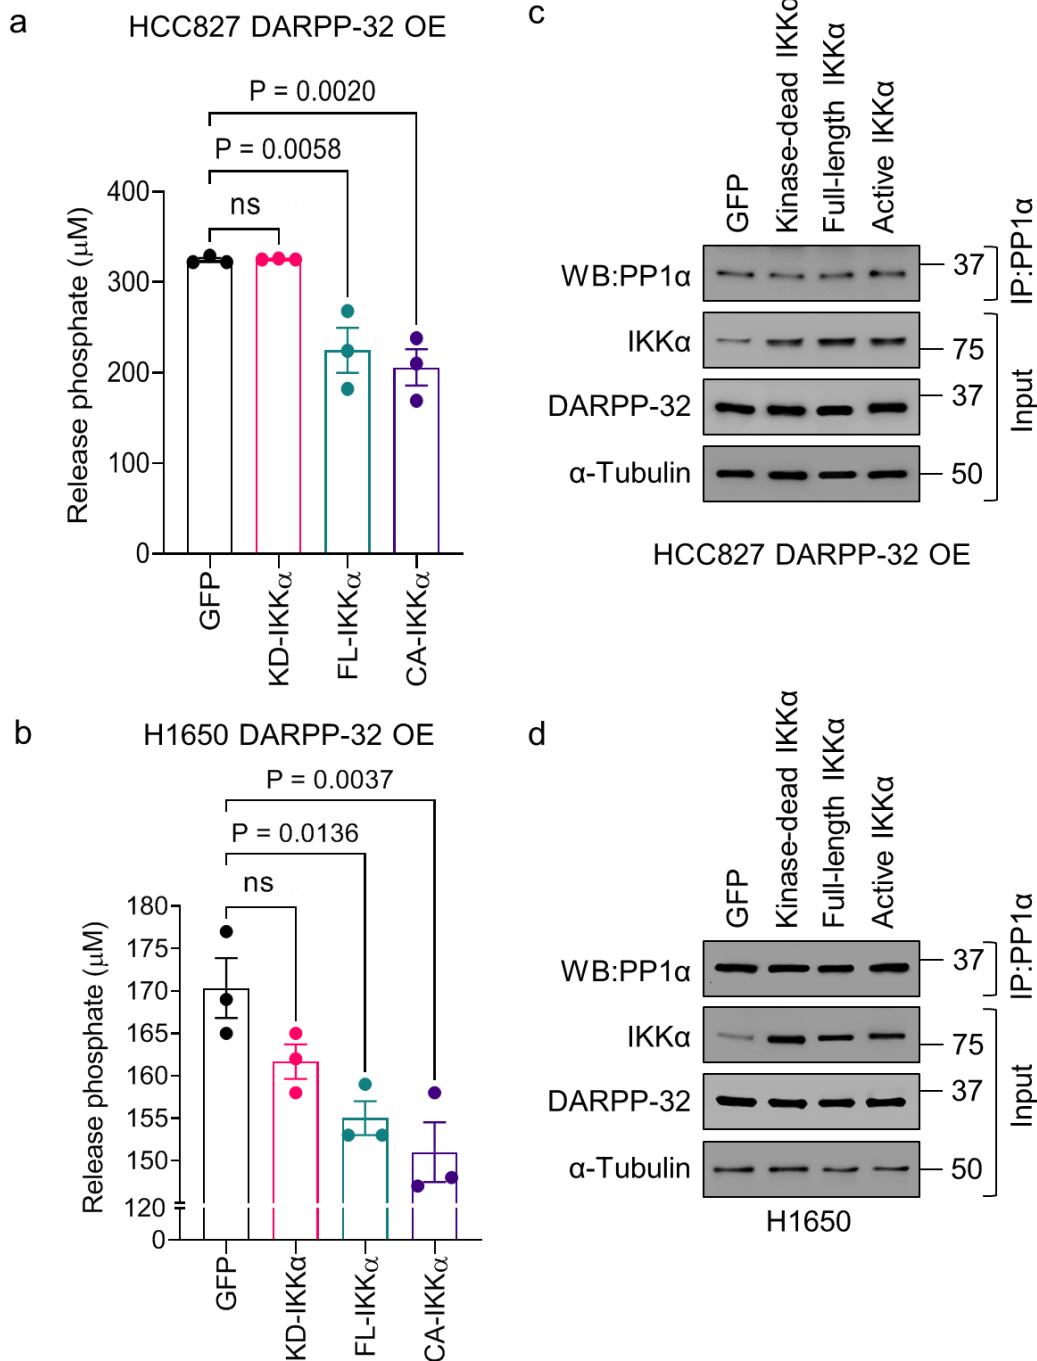 a
HCC827 DARPP-32 OE
P = 0.0020
P = 0.0058
ns
Release phosphate (μM)
400
300
200
100
0
GFP
KD-IKKα
FL-IKKα
CA-IKKα
c
GFP
Kinase-dead IKKα
Full-length IKKα
Active IKKα
WB:PP1α
37
IP:PP1α
IKKα
75
DARPP-32
37
α-Tubulin
50
Input
HCC827 DARPP-32 OE
b
H1650 DARPP-32 OE
P = 0.0037
P = 0.0136
ns
Release phosphate (μM)
180
175
170
165
160
155
150
120
0
GFP
KD-IKKα
FL-IKKα
CA-IKKα
d
GFP
Kinase-dead IKKα
Full-length IKKα
Active IKKα
WB:PP1α
37
IP:PP1α
IKKα
75
DARPP-32
37
α-Tubulin
50
Input
H1650